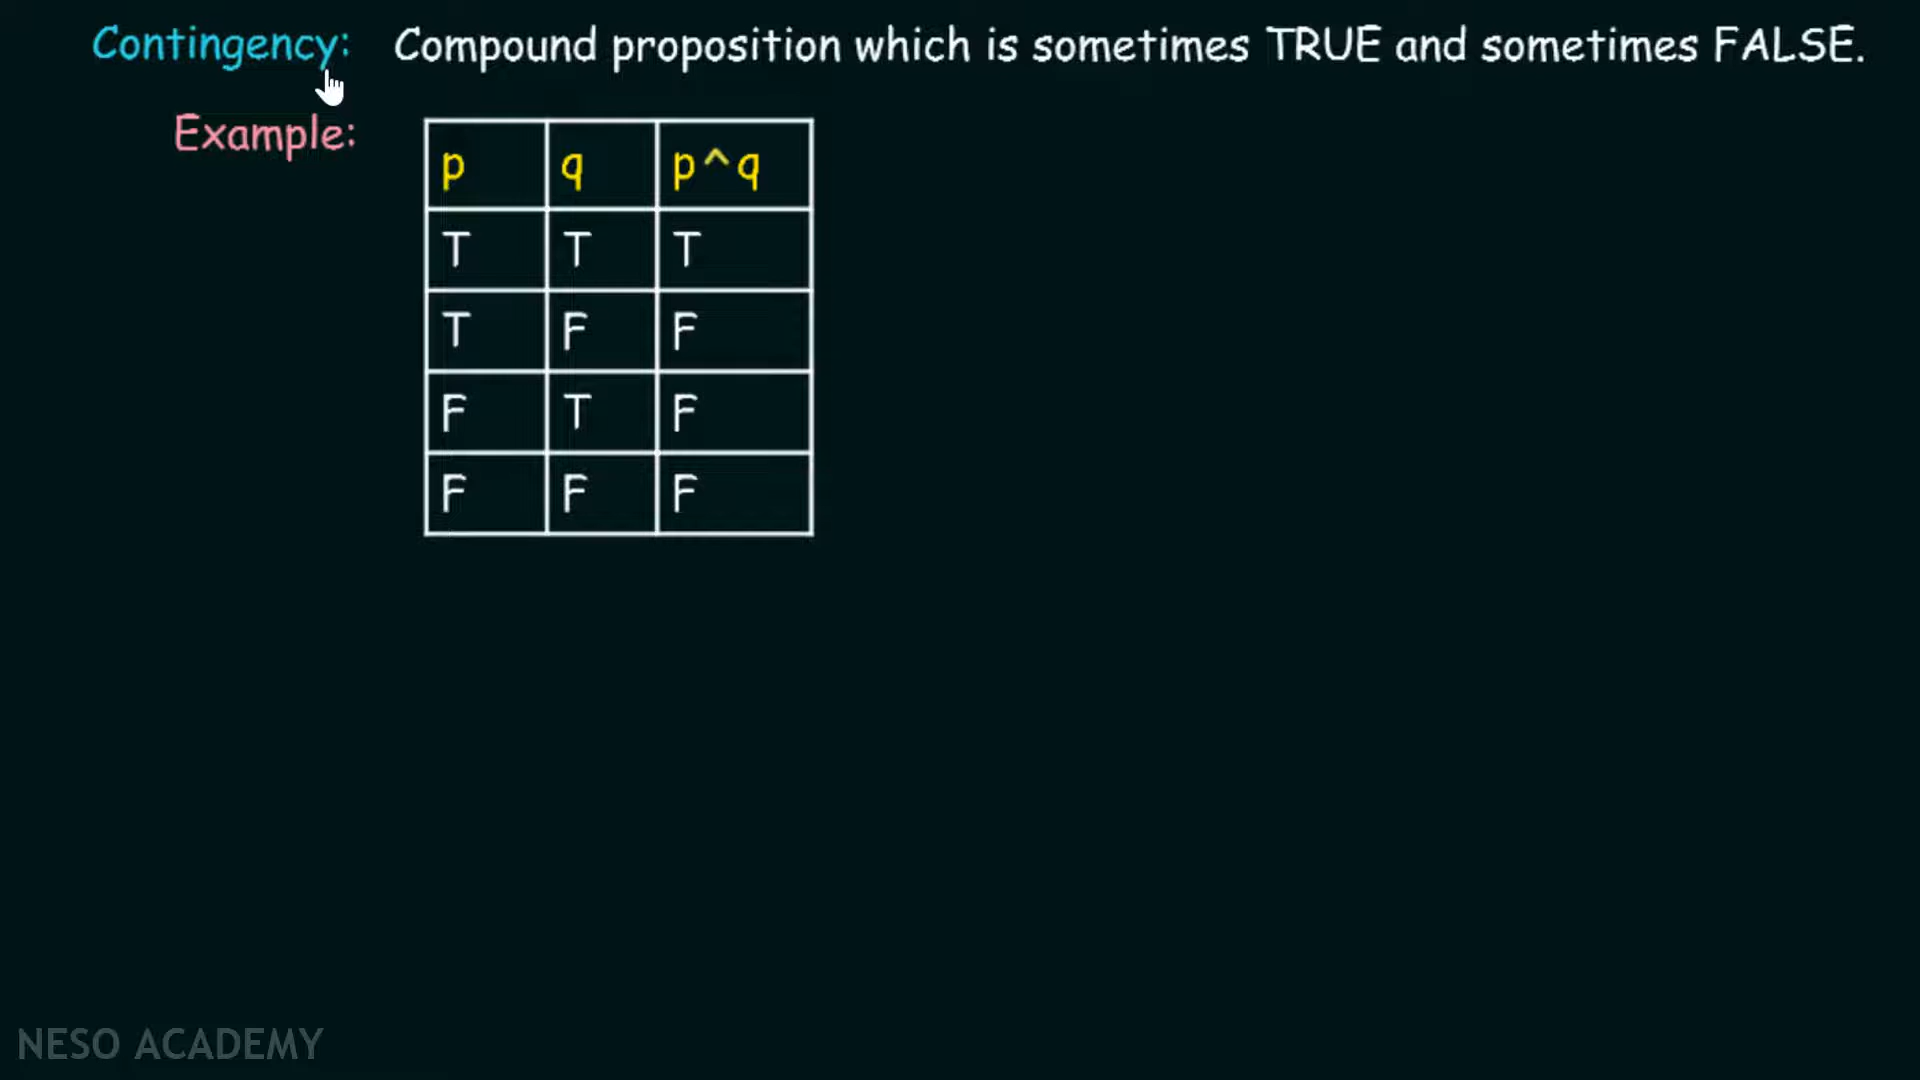 Contingency: Compound proposition which is sometimes TRUE and sometimes FALSE.
Example:
p q p^q
T T T
T F F
F T F
F F F
NESO ACADEMY